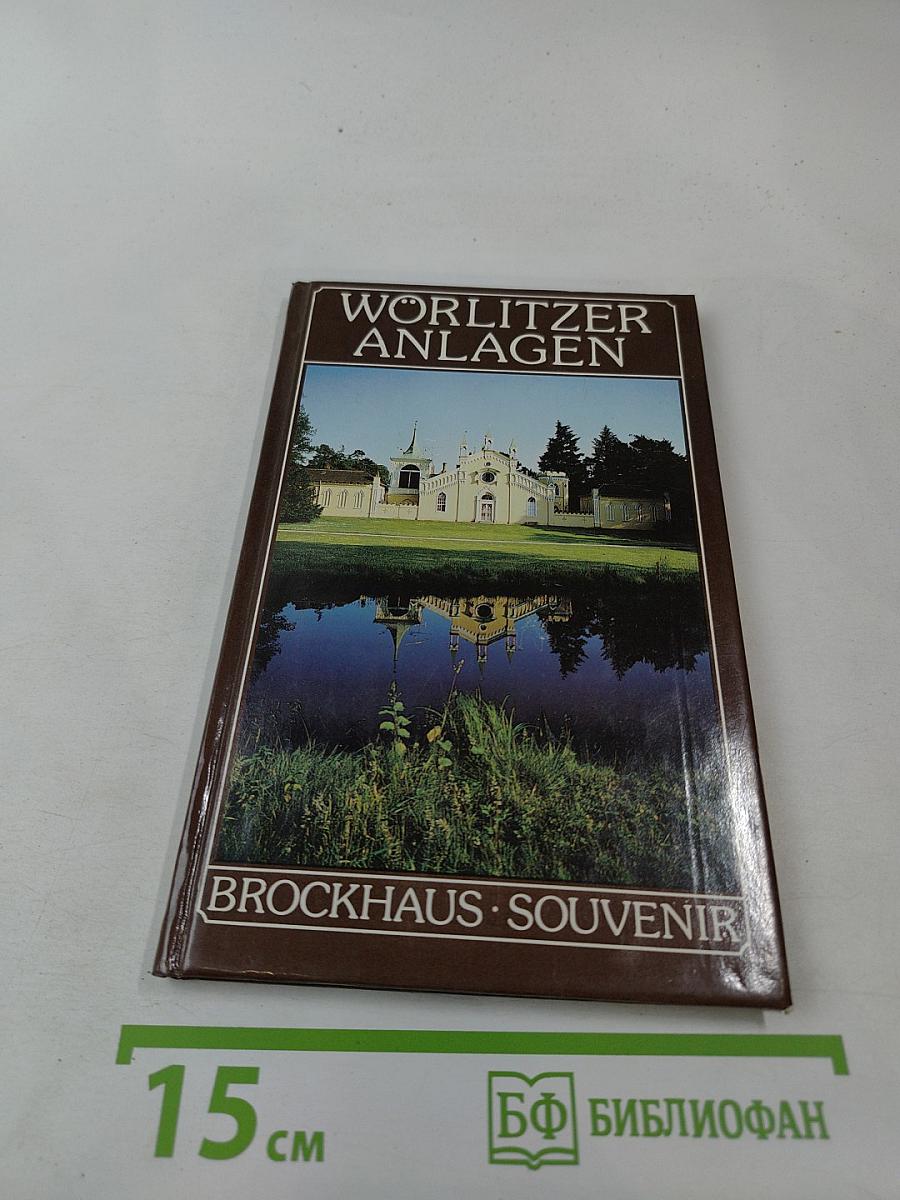 WÖRLITZER
ANLAGEN
BROCKHAUS · SOUVENIR
15 см
БФ БИБЛИОФАН